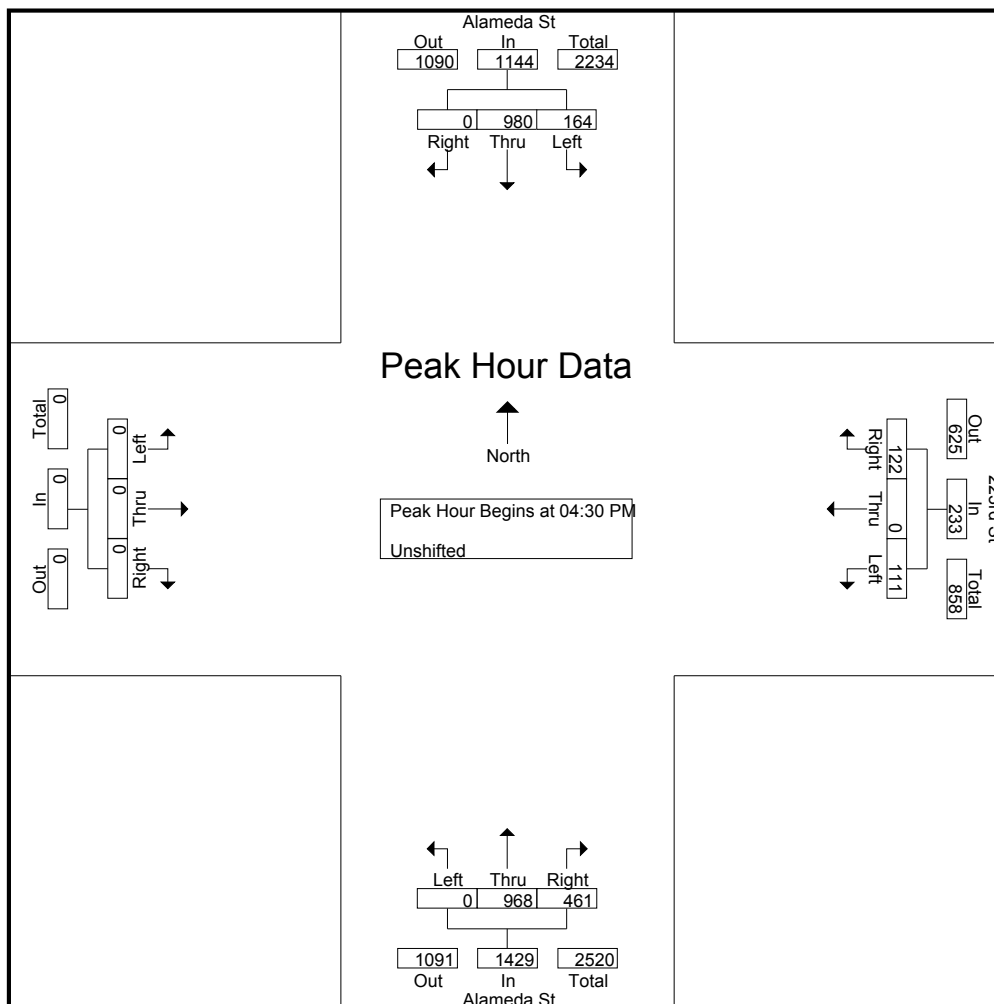 Alameda St
Out In Total
1090 1144 2234
0 980 164
Right Thru Left
Peak Hour Data
North
Peak Hour Begins at 04:30 PM
Unshifted
Total In Out
0 0 0
0 0 0
Left Thru Right
Right Thru Left
122 0 111
625 233 858
Out In Total
Left Thru Right
0 968 461
1091 1429 2520
Out In Total
Alameda St